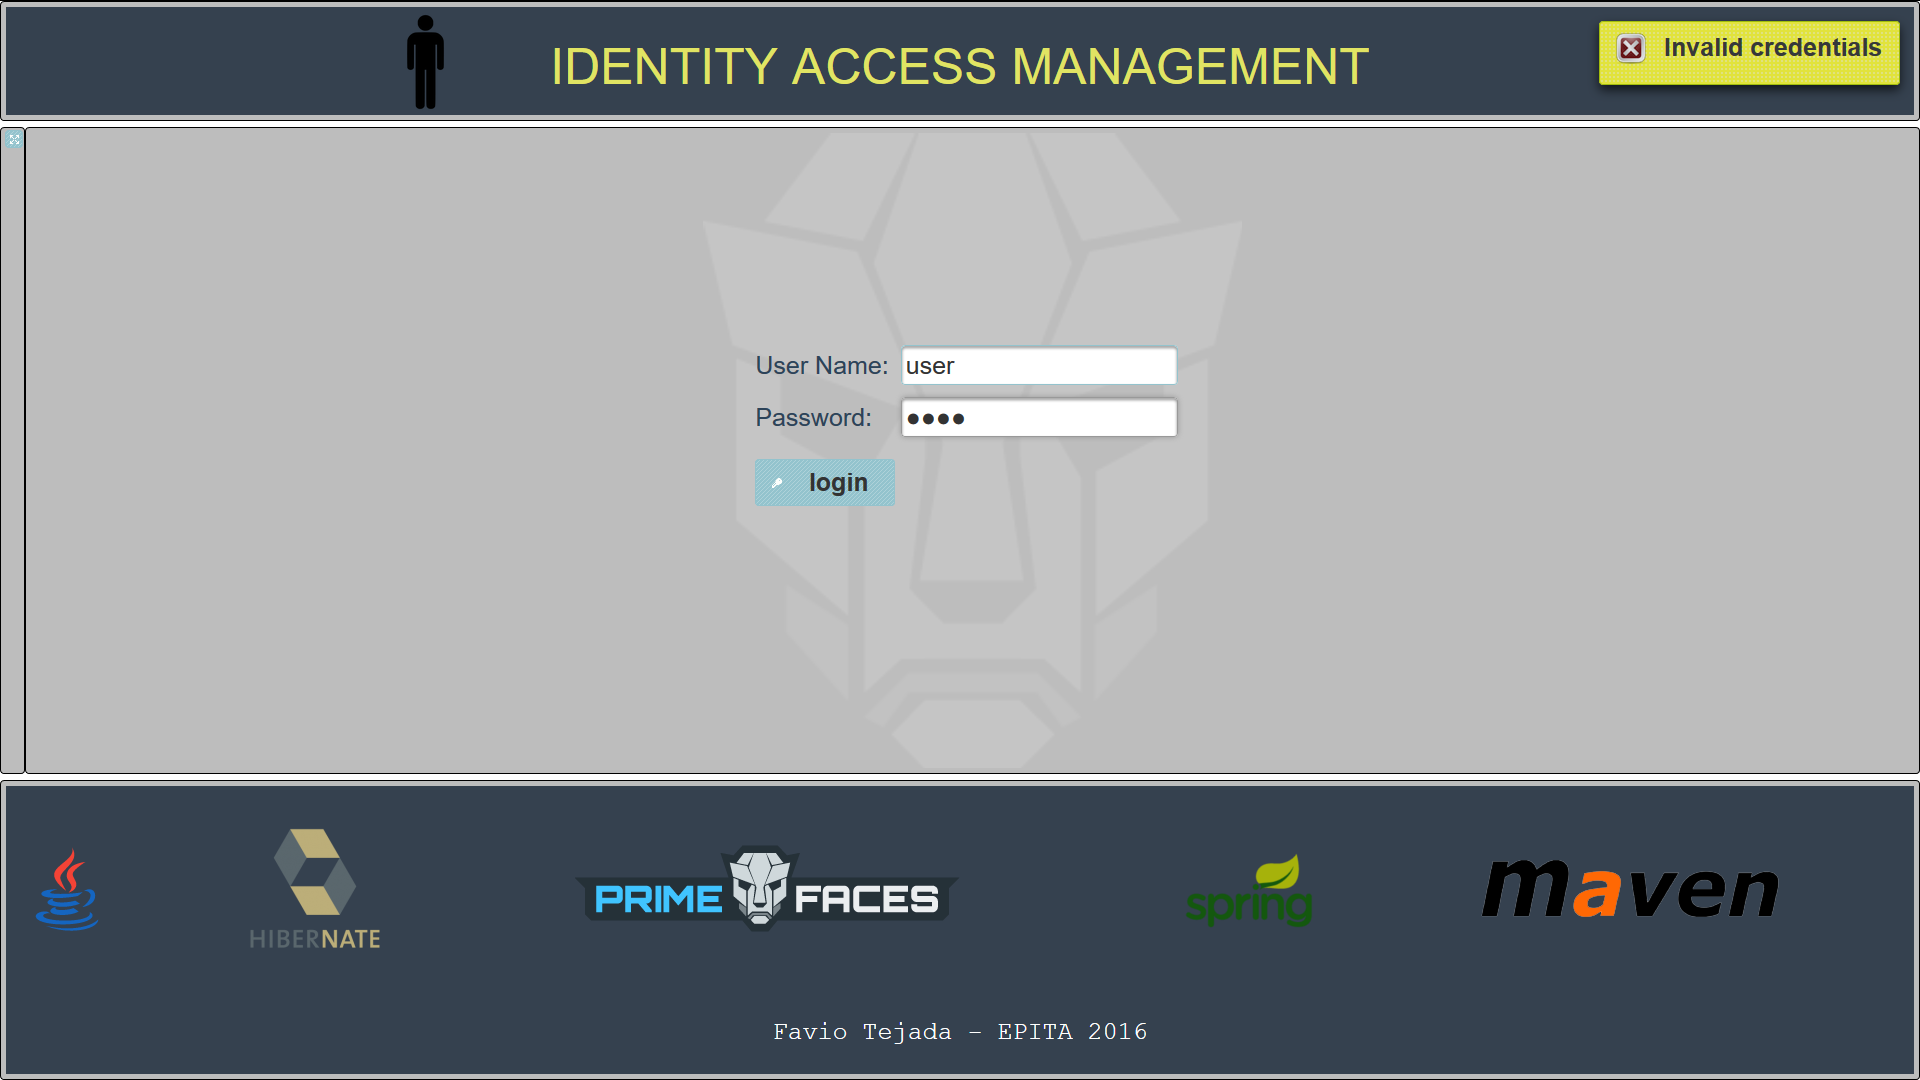 IDENTITY ACCESS MANAGEMENT
Invalid credentials
User Name: user
Password: ●●●●
login
HIBERNATE
PRIME FACES
spring
maven
Favio Tejada – EPITA 2016